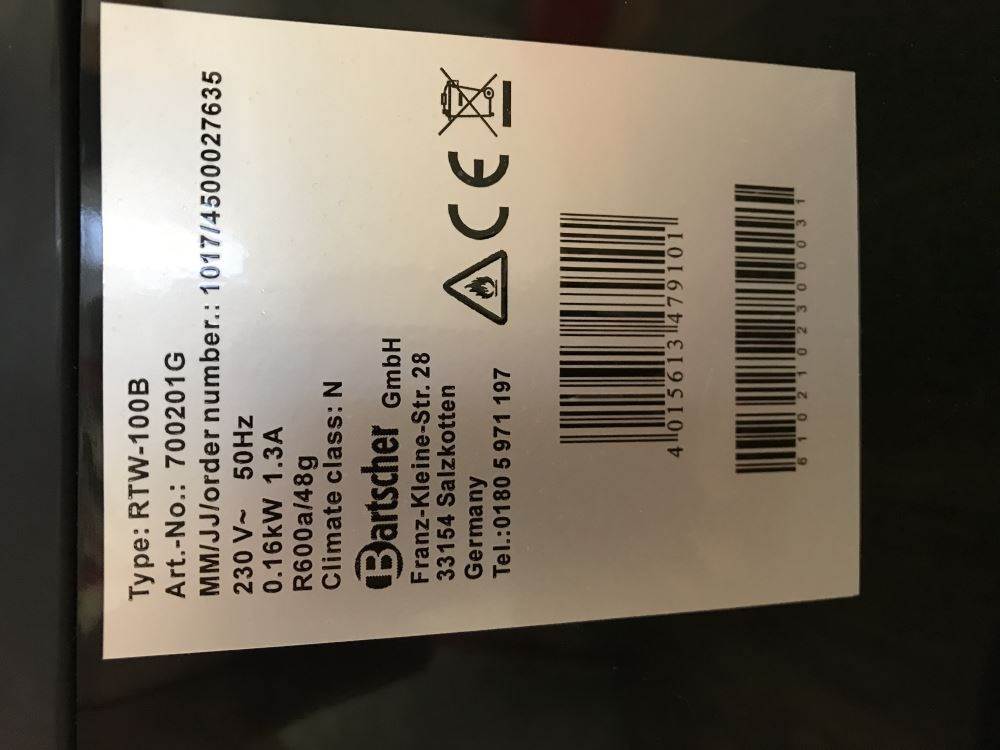 Type: RTW-100B
Art.-No.: 700201G
MM/JJ/order number.: 1017/4500027635
230 V~ 50Hz
0.16kW 1.3A
R600a/48g
Climate class: N
Bartscher GmbH
Franz-Kleine-Str. 28
33154 Salzkotten
Germany
Tel.:0180 5 971 197
CE
4 015613 479101
6102102300031